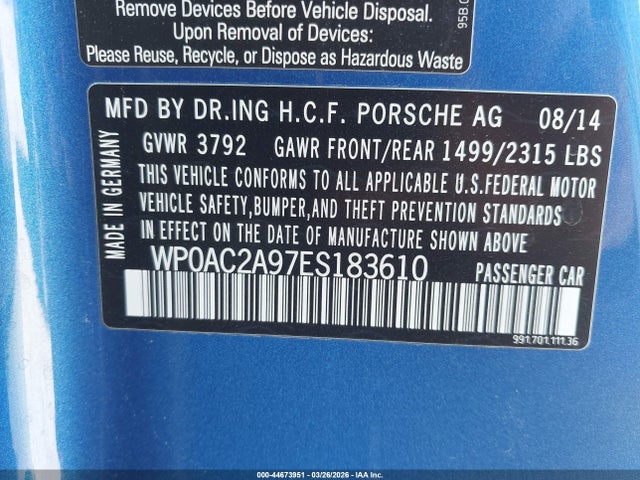 Remove Devices Before Vehicle Disposal.
Upon Removal of Devices:
Please Reuse, Recycle, or Dispose as Hazardous Waste
MFD BY DR.ING H.C.F. PORSCHE AG 08/14
GVWR 3792 GAWR FRONT/REAR 1499/2315 LBS
THIS VEHICLE CONFORMS TO ALL APPLICABLE U.S.FEDERAL MOTOR
VEHICLE SAFETY,BUMPER,AND THEFT PREVENTION STANDARDS
IN EFFECT ON THE DATE OF MANUFACTURE SHOWN ABOVE.
WP0AC2A97ES183610 PASSENGER CAR
MADE IN GERMANY
991.701.111.36
000-44673951 - 03/26/2026 - IAA Inc.